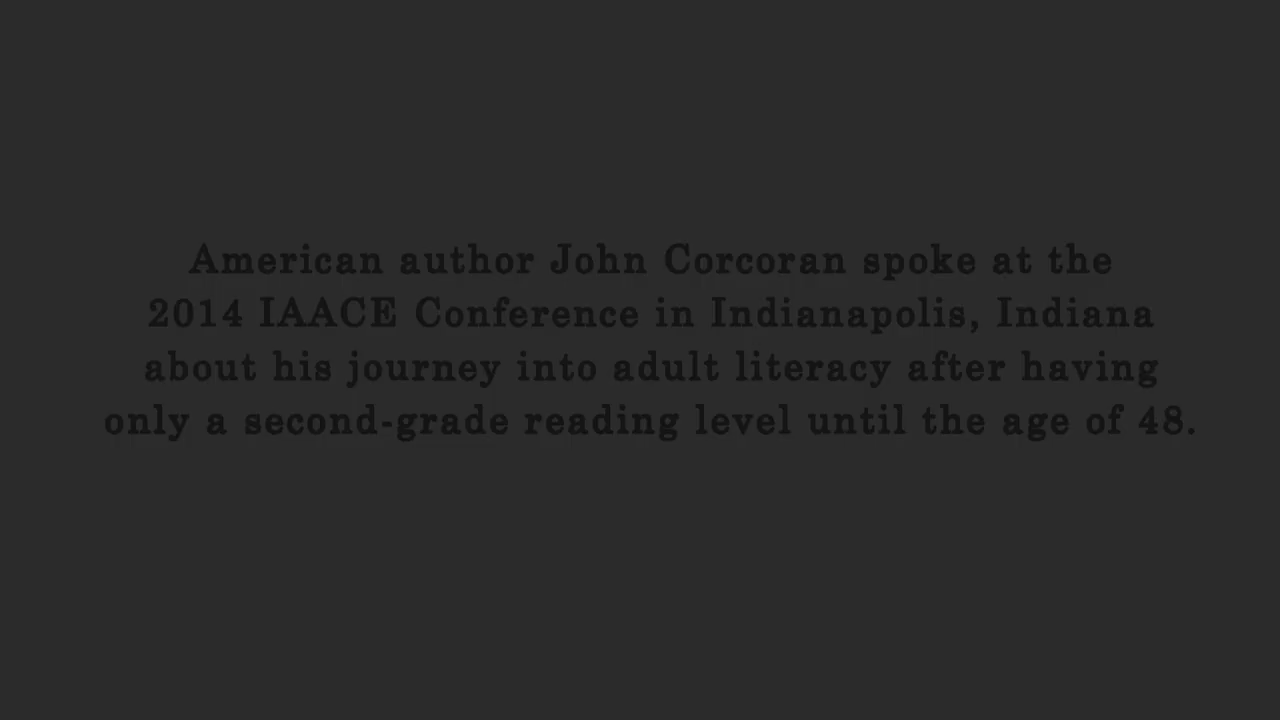 American author John Corcoran spoke at the
2014 IAACE Conference in Indianapolis, Indiana
about his journey into adult literacy after having
only a second-grade reading level until the age of 48.